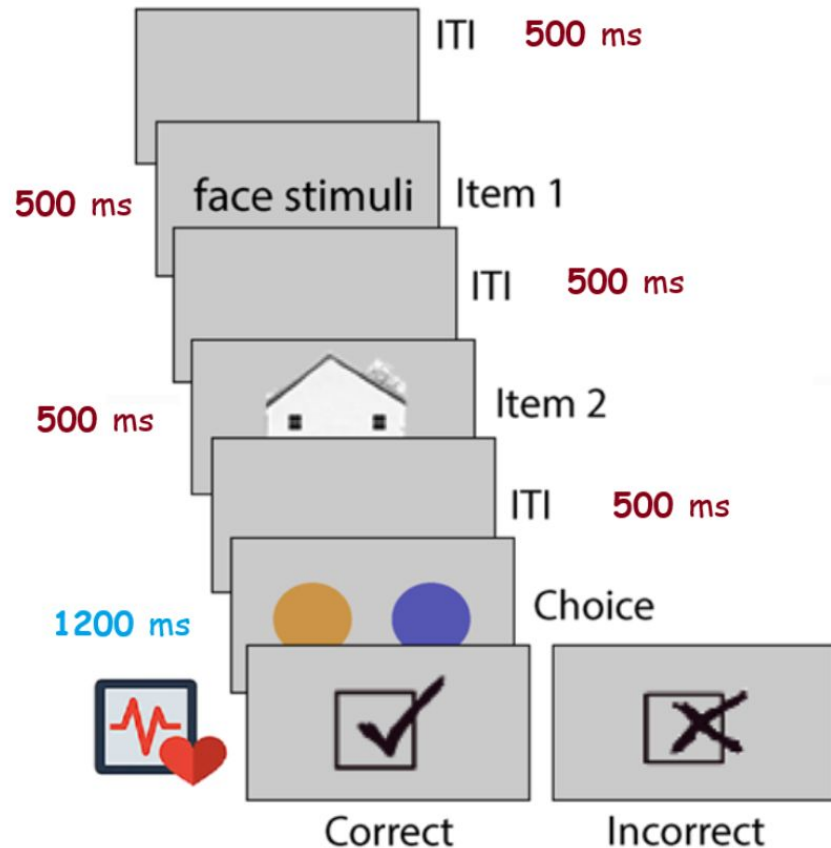 ITI 500 ms
500 ms face stimuli Item 1
ITI 500 ms
500 ms Item 2
ITI 500 ms
1200 ms Choice
Correct Incorrect